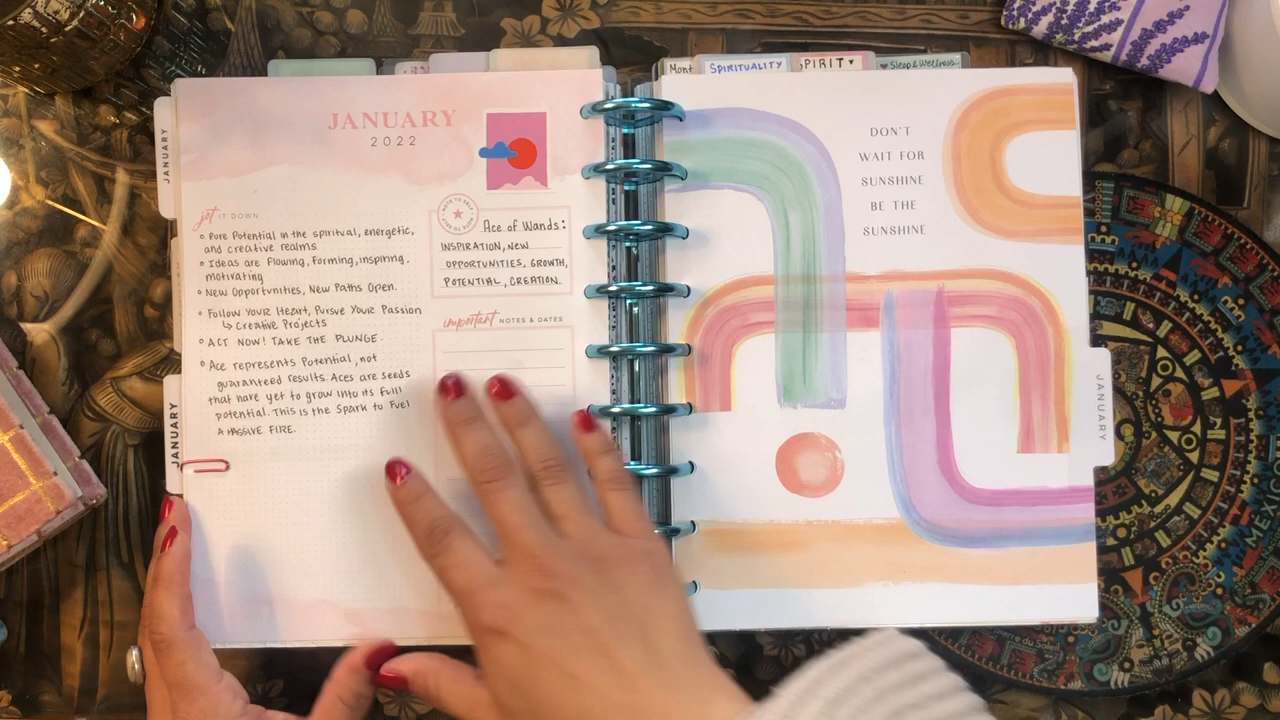 Mont
SPIRITUALITY
SPIRIT
Sleep & Wellness
JANUARY
JANUARY
JANUARY
2022
jot IT DOWN
Pure Potential in the spiritual, energetic,
and creative realms
Ideas are Flowing, Forming, inspiring.
motivating
New Opportunities, New Paths Open.
Follow YOUR Heart, Pursue YOUR Passion
↳ Creative Projects
ACT NOW! TAKE THE PLUNGE.
Ace represents Potential, not
guaranteed results. Aces are seeds
that have yet to grow into its full
potential. This is the Spark to Fuel
A MASSIVE FIRE.
NOTE TO SELF
Ace of Wands:
INSPIRATION, NEW
OPPORTUNITIES, GROWTH,
POTENTIAL, CREATION.
important NOTES & DATES
DON'T
WAIT FOR
SUNSHINE
BE THE
SUNSHINE
JANUARY
MEXICO